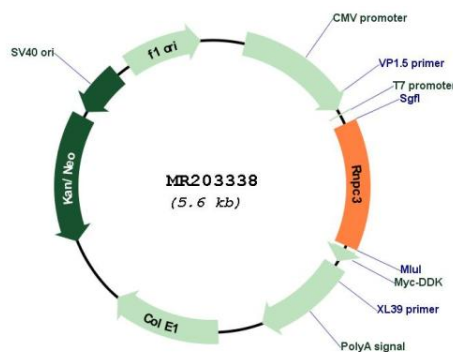 CMV promoter
f1 ori
SV40 ori
VP1.5 primer
T7 promoter
SgfI
Kan/Neo
MR203338
(5.6 kb)
Rnpc3
MluI
Myc-DDK
XL39 primer
Col E1
PolyA signal